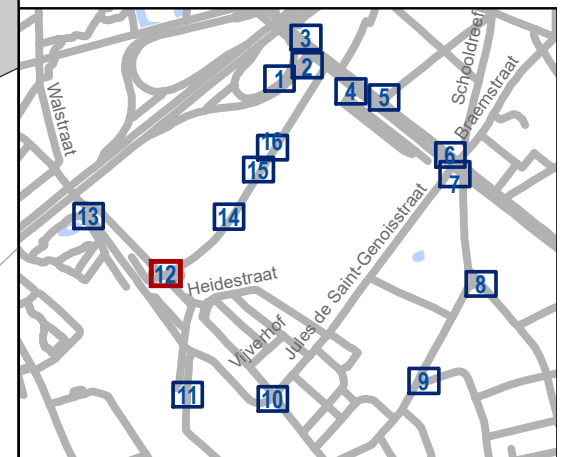 3
2
1
4
5
Schooldreef
Braemstraat
Walstraat
16
15
6
7
13
14
12
Heidestraat
Jules de Saint-Genoisstraat
8
Vijverhof
9
11
10